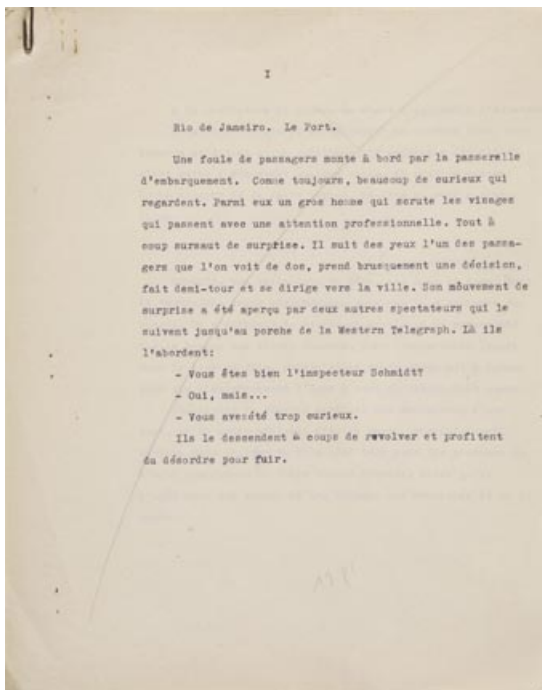 I
Rio de Janeiro. Le Port.
Une foule de passagers monte à bord par la passerelle
d'embarquement. Comme toujours, beaucoup de curieux qui
regardent. Parmi eux un gros homme qui scrute les visages
qui passent avec une attention professionnelle. Tout à
coup sursaut de surprise. Il suit des yeux l'un des passa-
gers que l'on voit de dos, prend brusquement une décision,
fait demi-tour et se dirige vers la ville. Son mouvement de
surprise a été aperçu par deux autres spectateurs qui le
suivent jusqu'au porche de la Western Telegraph. Là ils
l'abordent:
- Vous êtes bien l'inspecteur Schmidt?
- Oui, mais...
- Vous avezété trop curieux.
Ils le descendent à coups de revolver et profitent
du désordre pour fuir.